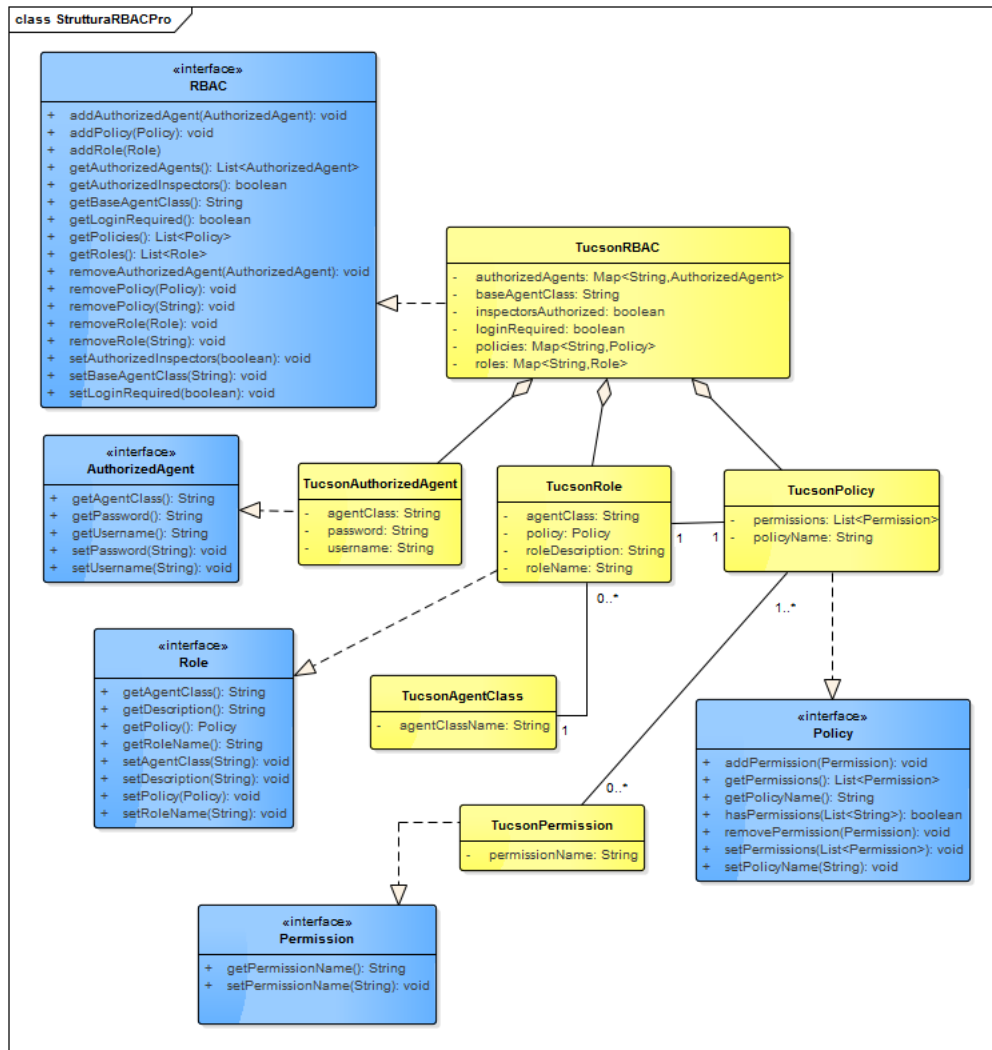 class StrutturaRBACPro
«interface»
RBAC
+ addAuthorizedAgent(AuthorizedAgent): void
+ addPolicy(Policy): void
+ addRole(Role)
+ getAuthorizedAgents(): List<AuthorizedAgent>
+ getAuthorizedInspectors(): boolean
+ getBaseAgentClass(): String
+ getLoginRequired(): boolean
+ getPolicies(): List<Policy>
+ getRoles(): List<Role>
+ removeAuthorizedAgent(AuthorizedAgent): void
+ removePolicy(Policy): void
+ removePolicy(String): void
+ removeRole(Role): void
+ removeRole(String): void
+ setAuthorizedInspectors(boolean): void
+ setBaseAgentClass(String): void
+ setLoginRequired(boolean): void
TucsonRBAC
- authorizedAgents: Map<String,AuthorizedAgent>
- baseAgentClass: String
- inspectorsAuthorized: boolean
- loginRequired: boolean
- policies: Map<String,Policy>
- roles: Map<String,Role>
«interface»
AuthorizedAgent
+ getAgentClass(): String
+ getPassword(): String
+ getUsername(): String
+ setPassword(String): void
+ setUsername(String): void
TucsonAuthorizedAgent
- agentClass: String
- password: String
- username: String
TucsonRole
- agentClass: String
- policy: Policy
- roleDescription: String
- roleName: String
1
1
TucsonPolicy
- permissions: List<Permission>
- policyName: String
0..*
1..*
«interface»
Role
+ getAgentClass(): String
+ getDescription(): String
+ getPolicy(): Policy
+ getRoleName(): String
+ setAgentClass(String): void
+ setDescription(String): void
+ setPolicy(Policy): void
+ setRoleName(String): void
TucsonAgentClass
- agentClassName: String
1
«interface»
Policy
+ addPermission(Permission): void
+ getPermissions(): List<Permission>
+ getPolicyName(): String
+ hasPermissions(List<String>): boolean
+ removePermission(Permission): void
+ setPermissions(List<Permission>): void
+ setPolicyName(String): void
0..*
TucsonPermission
- permissionName: String
«interface»
Permission
+ getPermissionName(): String
+ setPermissionName(String): void